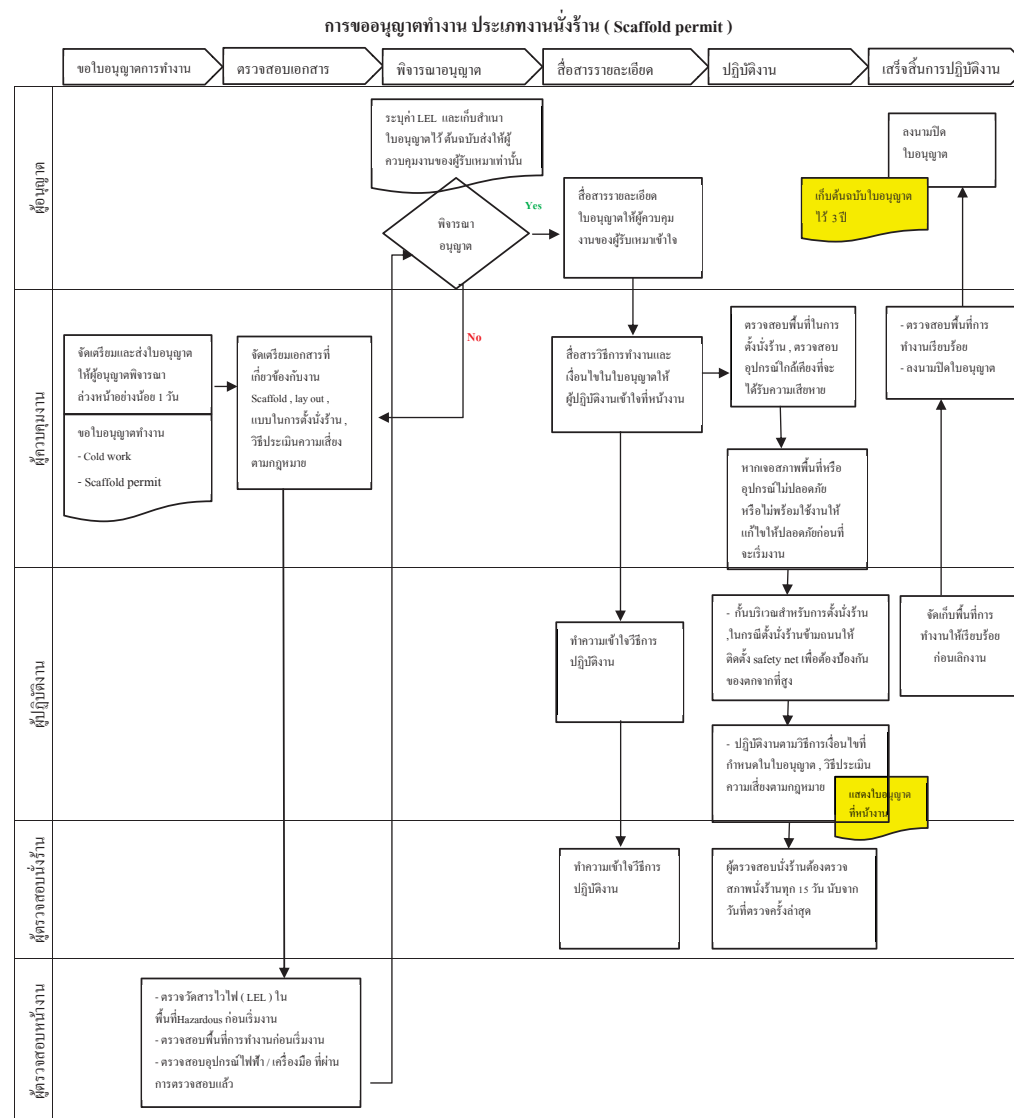 การขออนุญาตทำงาน ประเภทงานนั่งร้าน ( Scaffold permit )
ขอใบอนุญาตการทำงาน
ตรวจสอบเอกสาร
พิจารณาอนุญาต
สื่อสารรายละเอียด
ปฏิบัติงาน
เสร็จสิ้นการปฏิบัติงาน
ผู้อนุญาต
ระบุค่า LEL และเก็บสำเนา
ใบอนุญาตไว้ ต้นฉบับส่งให้ผู้
ควบคุมงานของผู้รับเหมาเท่านั้น
พิจารณา
อนุญาต
Yes
No
สื่อสารรายละเอียด
ใบอนุญาตให้ผู้ควบคุม
งานของผู้รับเหมาเข้าใจ
ลงนามปิด
ใบอนุญาต
เก็บต้นฉบับใบอนุญาต
ไว้ 3 ปี
ผู้ควบคุมงาน
จัดเตรียมและส่งใบอนุญาต
ให้ผู้อนุญาตพิจารณา
ล่วงหน้าอย่างน้อย 1 วัน
ขอใบอนุญาตทำงาน
- Cold work
- Scaffold permit
จัดเตรียมเอกสารที่
เกี่ยวข้องกับงาน
Scaffold , lay out ,
แบบในการตั้งนั่งร้าน ,
วิธีประเมินความเสี่ยง
ตามกฎหมาย
สื่อสารวิธีการทำงานและ
เงื่อนไขในใบอนุญาตให้
ผู้ปฏิบัติงานเข้าใจที่หน้างาน
ตรวจสอบพื้นที่ในการ
ตั้งนั่งร้าน , ตรวจสอบ
อุปกรณ์ใกล้เคียงที่จะ
ได้รับความเสียหาย
หากเจอสภาพพื้นที่หรือ
อุปกรณ์ไม่ปลอดภัย
หรือไม่พร้อมใช้งานให้
แก้ไขให้ปลอดภัยก่อนที่
จะเริ่มงาน
- ตรวจสอบพื้นที่การ
ทำงานเรียบร้อย
- ลงนามปิดใบอนุญาต
ผู้ปฏิบัติงาน
ทำความเข้าใจวิธีการ
ปฏิบัติงาน
- กั้นบริเวณสำหรับการตั้งนั่งร้าน
,ในกรณีตั้งนั่งร้านข้ามถนนให้
ติดตั้ง safety net เพื่อต้องป้องกัน
ของตกจากที่สูง
- ปฏิบัติงานตามวิธีการเงื่อนไขที่
กำหนดในใบอนุญาต , วิธีประเมิน
ความเสี่ยงตามกฎหมาย
แสดงใบอนุญาต
ที่หน้างาน
จัดเก็บพื้นที่การ
ทำงานให้เรียบร้อย
ก่อนเลิกงาน
ผู้ตรวจสอบนั่งร้าน
ทำความเข้าใจวิธีการ
ปฏิบัติงาน
ผู้ตรวจสอบนั่งร้านต้องตรวจ
สภาพนั่งร้านทุก 15 วัน นับจาก
วันที่ตรวจครั้งล่าสุด
ผู้ตรวจสอบหน้างาน
- ตรวจวัดสารไวไฟ ( LEL ) ใน
พื้นที่Hazardous ก่อนเริ่มงาน
- ตรวจสอบพื้นที่การทำงานก่อนเริ่มงาน
- ตรวจสอบอุปกรณ์ไฟฟ้า / เครื่องมือ ที่ผ่าน
การตรวจสอบแล้ว